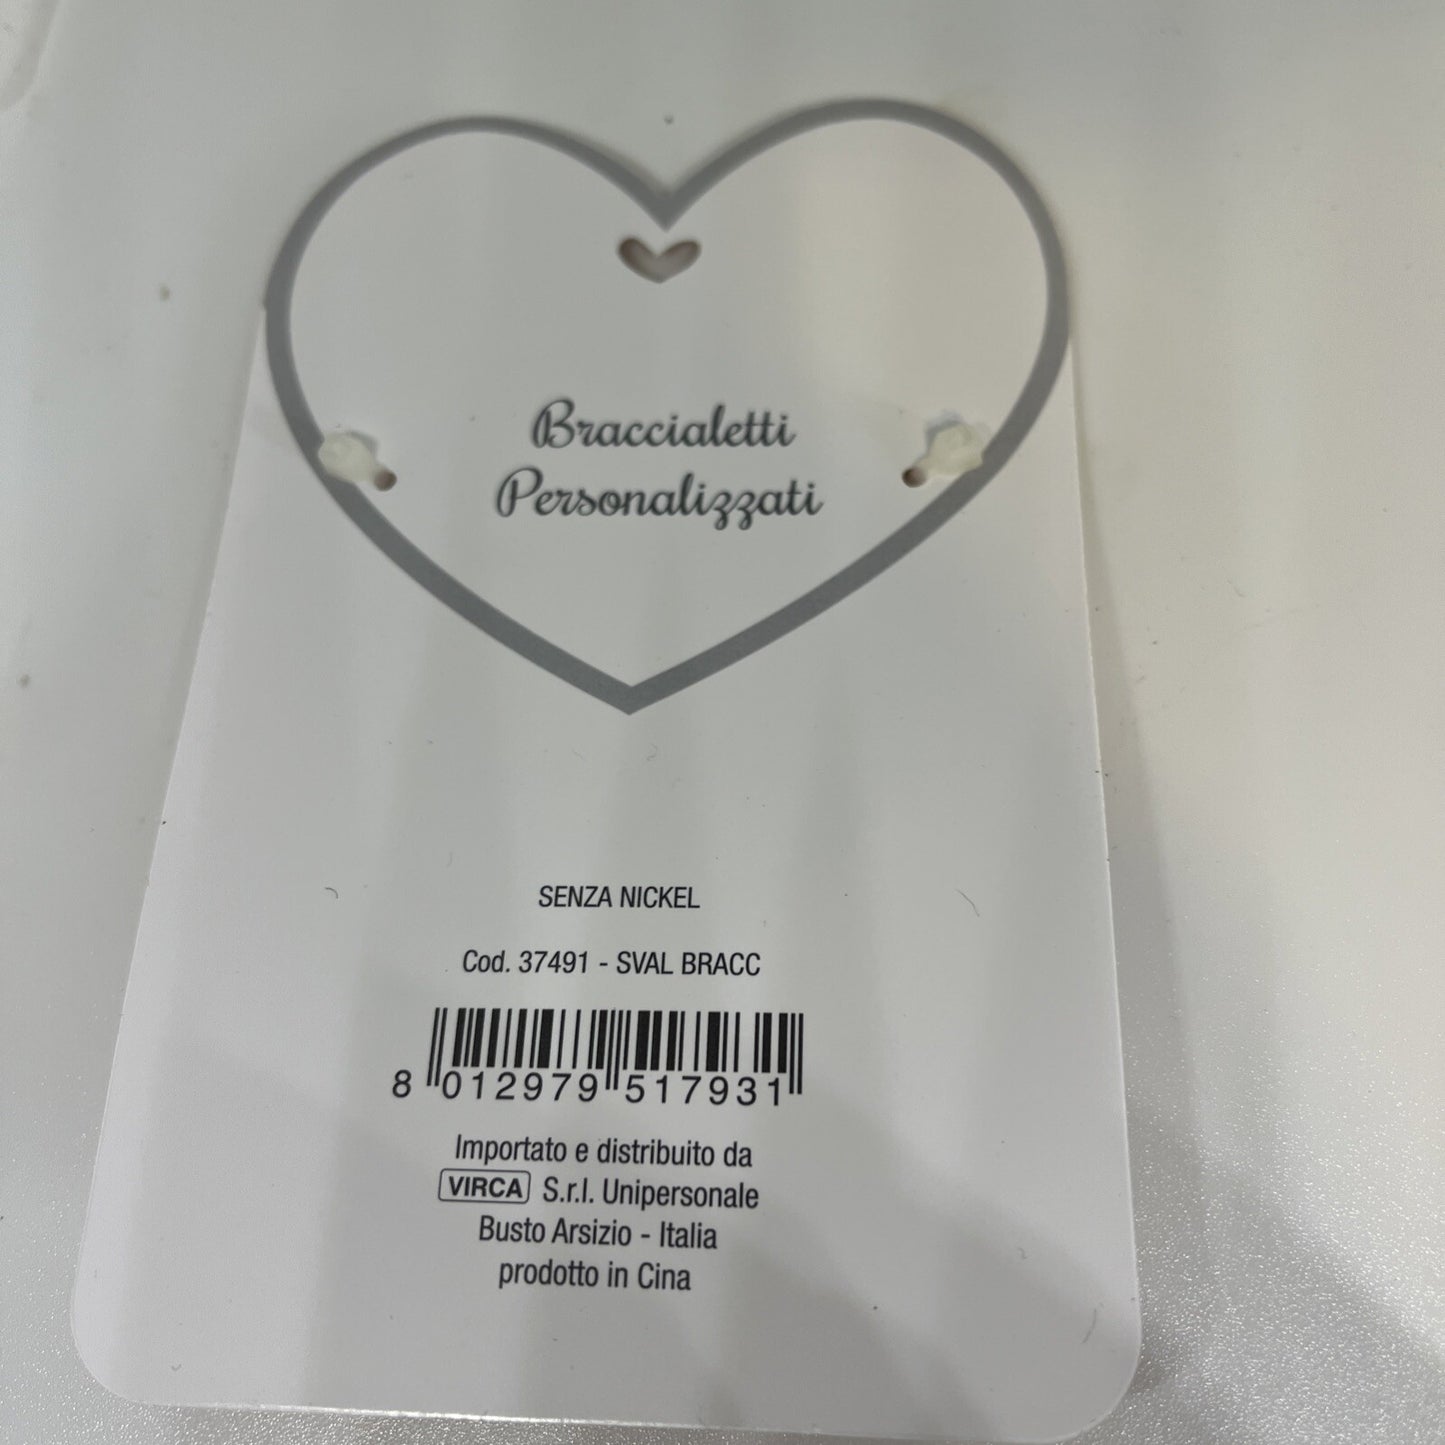 Braccialetti
Personalizzati
SENZA NICKEL
Cod. 37491 - SVAL BRACC
8 012979 517931
Importato e distribuito da
VIRCA S.r.l. Unipersonale
Busto Arsizio - Italia
prodotto in Cina